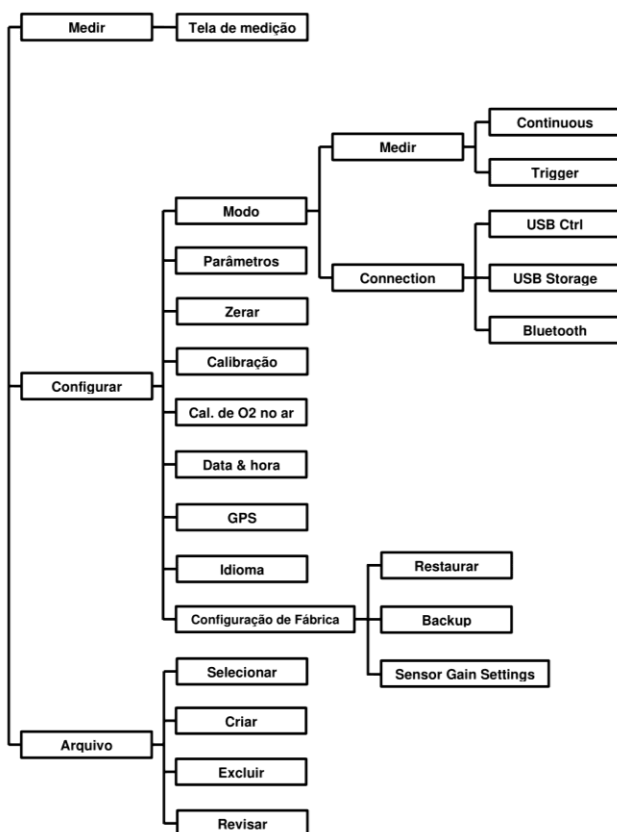 Medir
Tela de medição
Continuous
Medir
Trigger
Modo
USB Ctrl
Parâmetros
Connection
USB Storage
Zerar
Bluetooth
Calibração
Configurar
Cal. de O2 no ar
Data & hora
GPS
Idioma
Restaurar
Configuração de Fábrica
Backup
Selecionar
Sensor Gain Settings
Criar
Arquivo
Excluir
Revisar